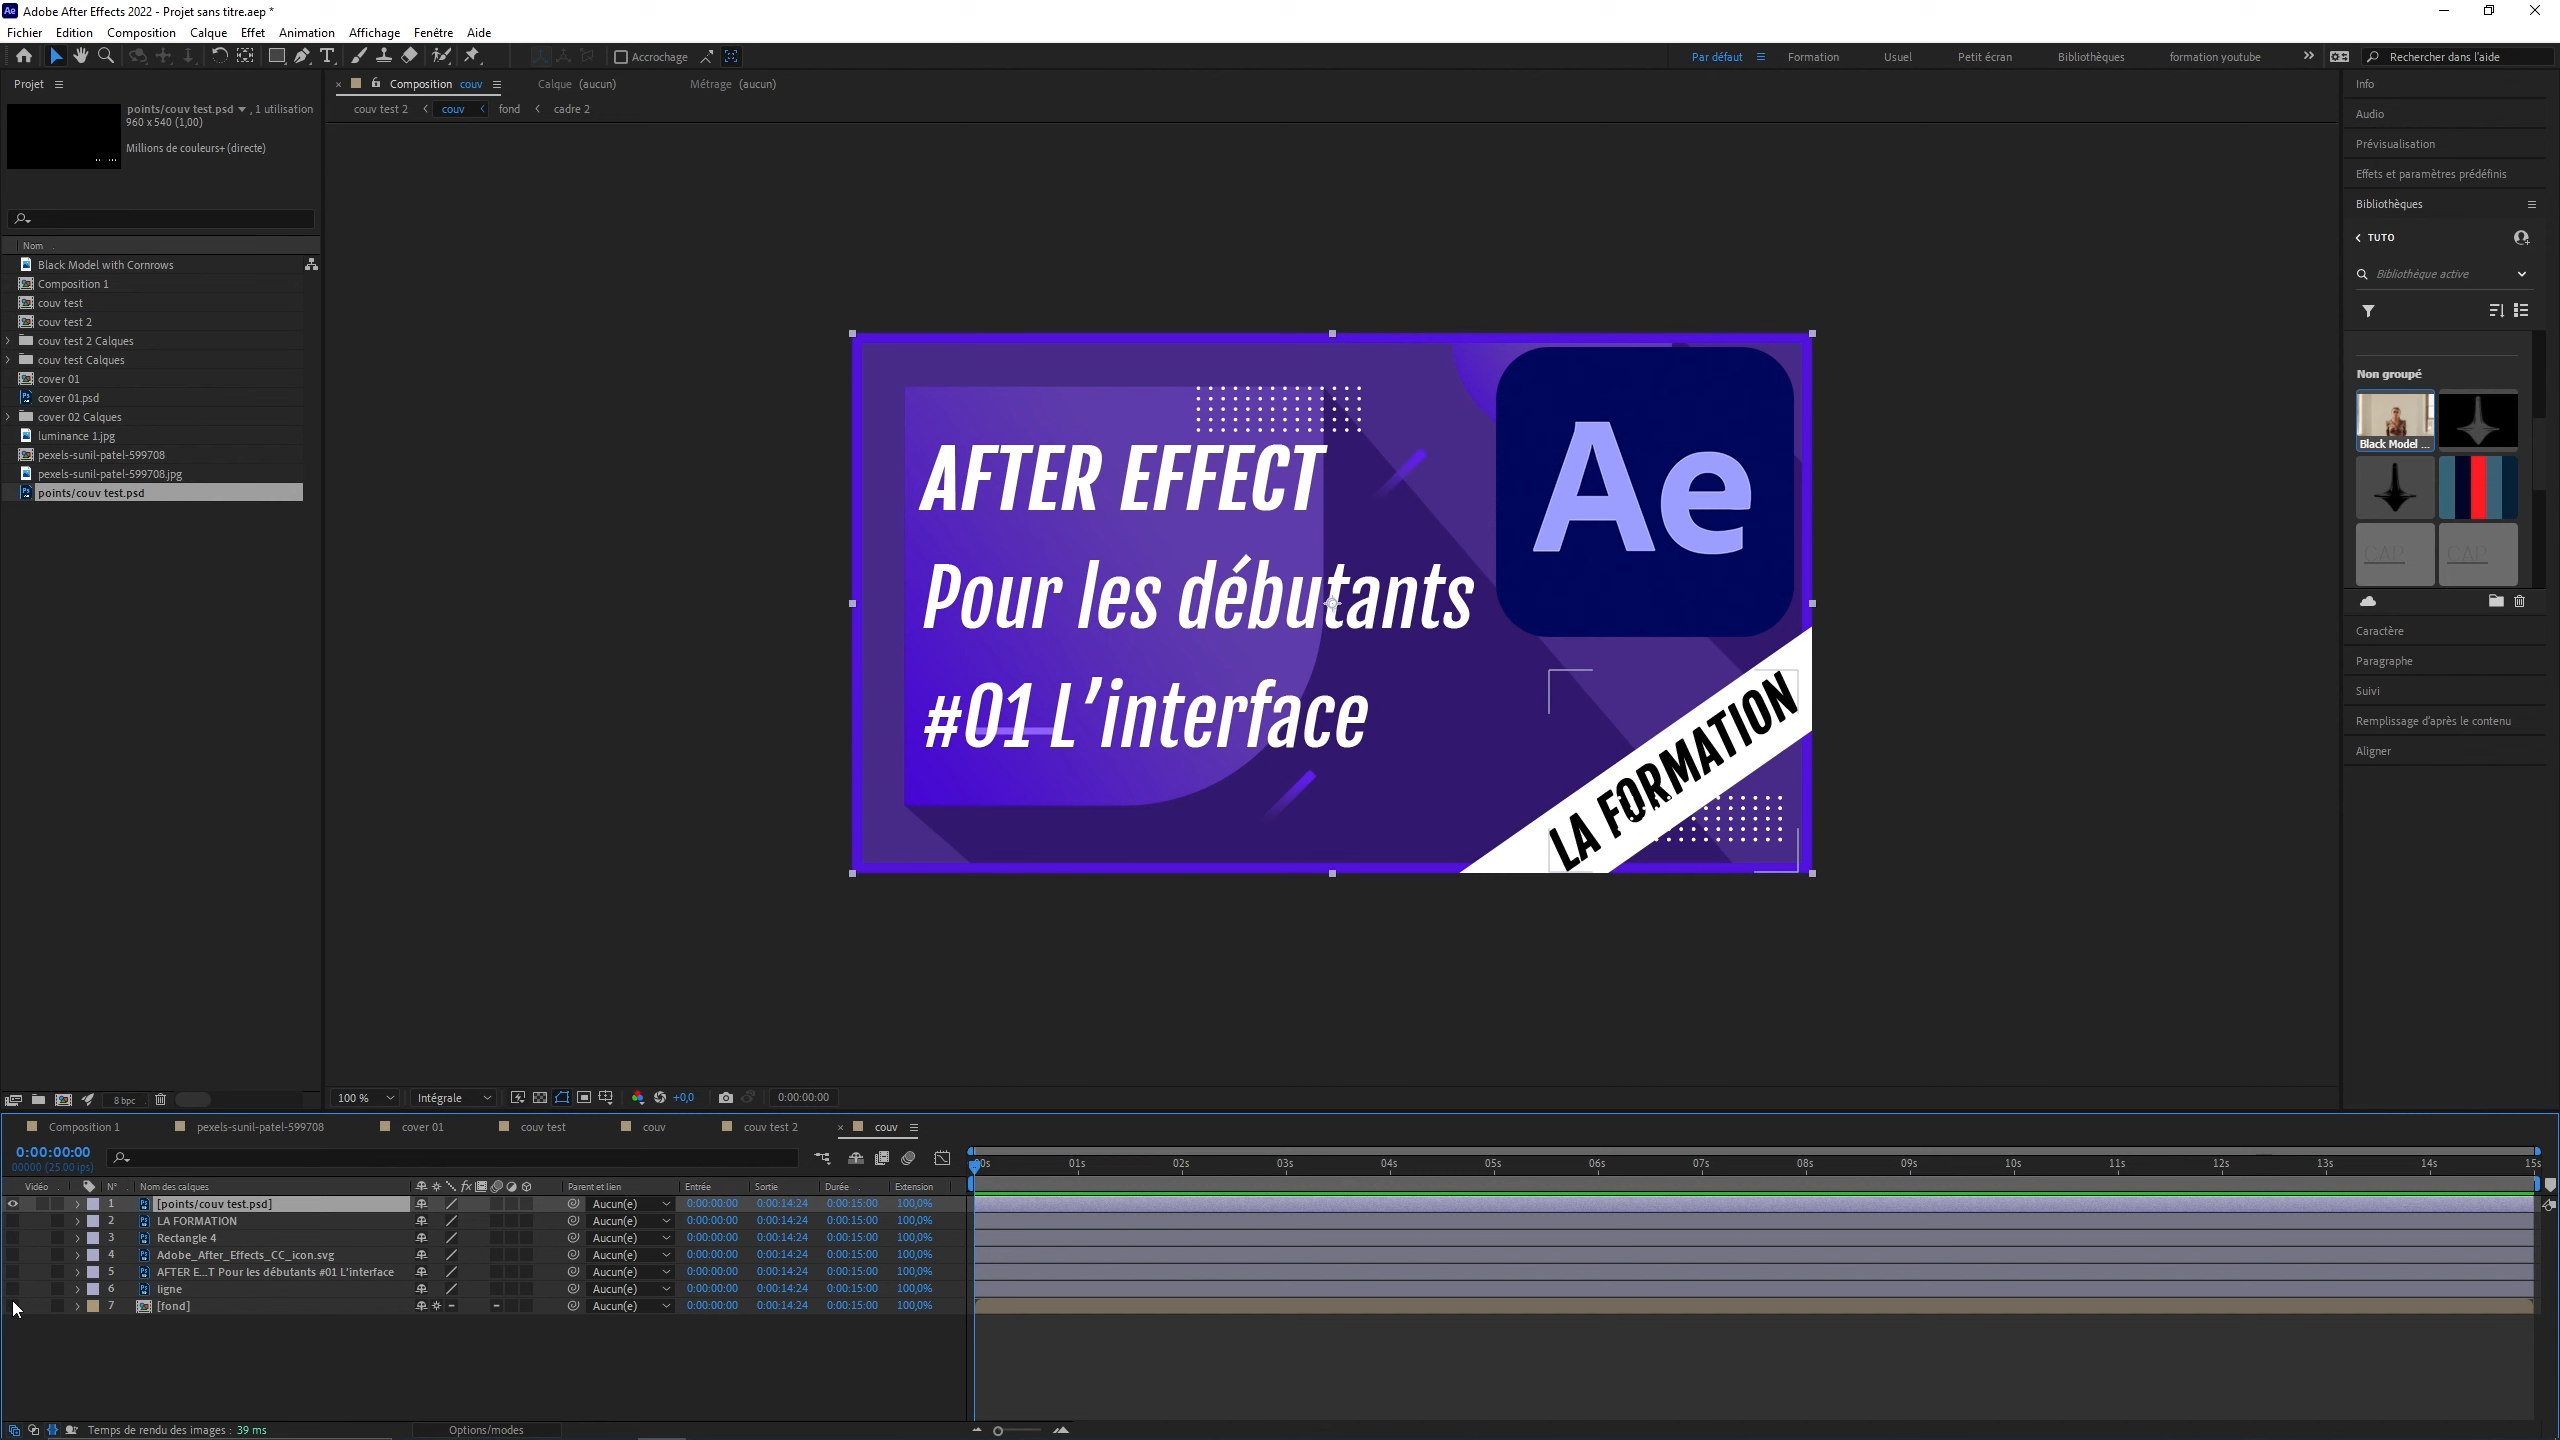 Adobe After Effects 2022 - Projet sans titre.aep *
Fichier Edition Composition Calque Effet Animation Affichage Fenêtre Aide
Accrochage
Par défaut Formation Usuel Petit écran Bibliothèques formation youtube Rechercher dans l'aide
Projet
points/couv test.psd , 1 utilisation
960 x 540 (1,00)
Millions de couleurs+ (directe)
Nom
Black Model with Cornrows
Composition 1
couv test
couv test 2
couv test 2 Calques
couv test Calques
cover 01
cover 01.psd
cover 02 Calques
luminance 1.jpg
pexels-sunil-patel-599708
pexels-sunil-patel-599708.jpg
points/couv test.psd
8 bpc
Composition couv Calque (aucun) Métrage (aucun)
couv test 2 couv fond cadre 2
AFTER EFFECT
Pour les débutants
#01 L'interface
Ae
LA FORMATION
100 % Intégrale +0,0 0:00:00:00
Info
Audio
Prévisualisation
Effets et paramètres prédéfinis
Bibliothèques
TUTO
Bibliothèque active
Non groupé
Black Model ...
CAP CAP
Caractère
Paragraphe
Suivi
Remplissage d'après le contenu
Aligner
Composition 1 pexels-sunil-patel-599708 cover 01 couv test couv couv test 2 couv
0:00:00:00
00000 (25.00 ips)
00s 01s 02s 03s 04s 05s 06s 07s 08s 09s 10s 11s 12s 13s 14s 15s
Vidéo N° Nom des calques fx Parent et lien Entrée Sortie Durée Extension
1 [points/couv test.psd] Aucun(e) 0:00:00:00 0:00:14:24 0:00:15:00 100,0%
2 LA FORMATION Aucun(e) 0:00:00:00 0:00:14:24 0:00:15:00 100,0%
3 Rectangle 4 Aucun(e) 0:00:00:00 0:00:14:24 0:00:15:00 100,0%
4 Adobe_After_Effects_CC_icon.svg Aucun(e) 0:00:00:00 0:00:14:24 0:00:15:00 100,0%
5 AFTER E...T Pour les débutants #01 L'interface Aucun(e) 0:00:00:00 0:00:14:24 0:00:15:00 100,0%
6 ligne Aucun(e) 0:00:00:00 0:00:14:24 0:00:15:00 100,0%
7 [fond] Aucun(e) 0:00:00:00 0:00:14:24 0:00:15:00 100,0%
Temps de rendu des images : 39 ms Options/modes